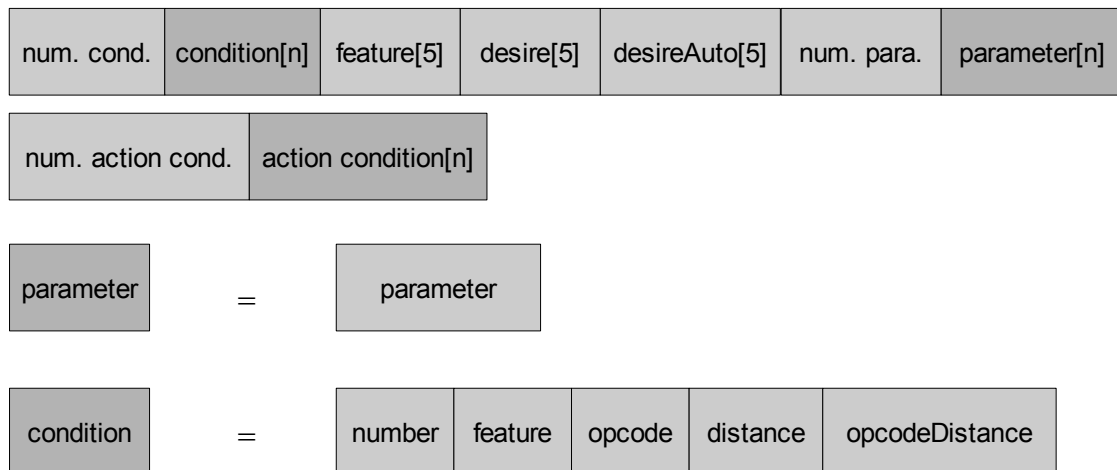 num. cond. condition[n] feature[5] desire[5] desireAuto[5] num. para. parameter[n]
num. action cond. action condition[n]
parameter = parameter
condition = number feature opcode distance opcodeDistance